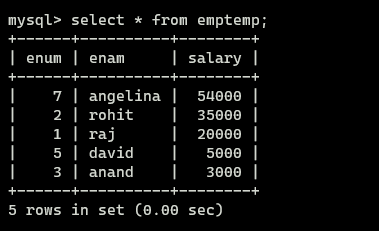 mysql> select * from emptemp;
+------+----------+--------+
| enum | enam     | salary |
+------+----------+--------+
|    7 | angelina |  54000 |
|    2 | rohit    |  35000 |
|    1 | raj      |  20000 |
|    5 | david    |   5000 |
|    3 | anand    |   3000 |
+------+----------+--------+
5 rows in set (0.00 sec)